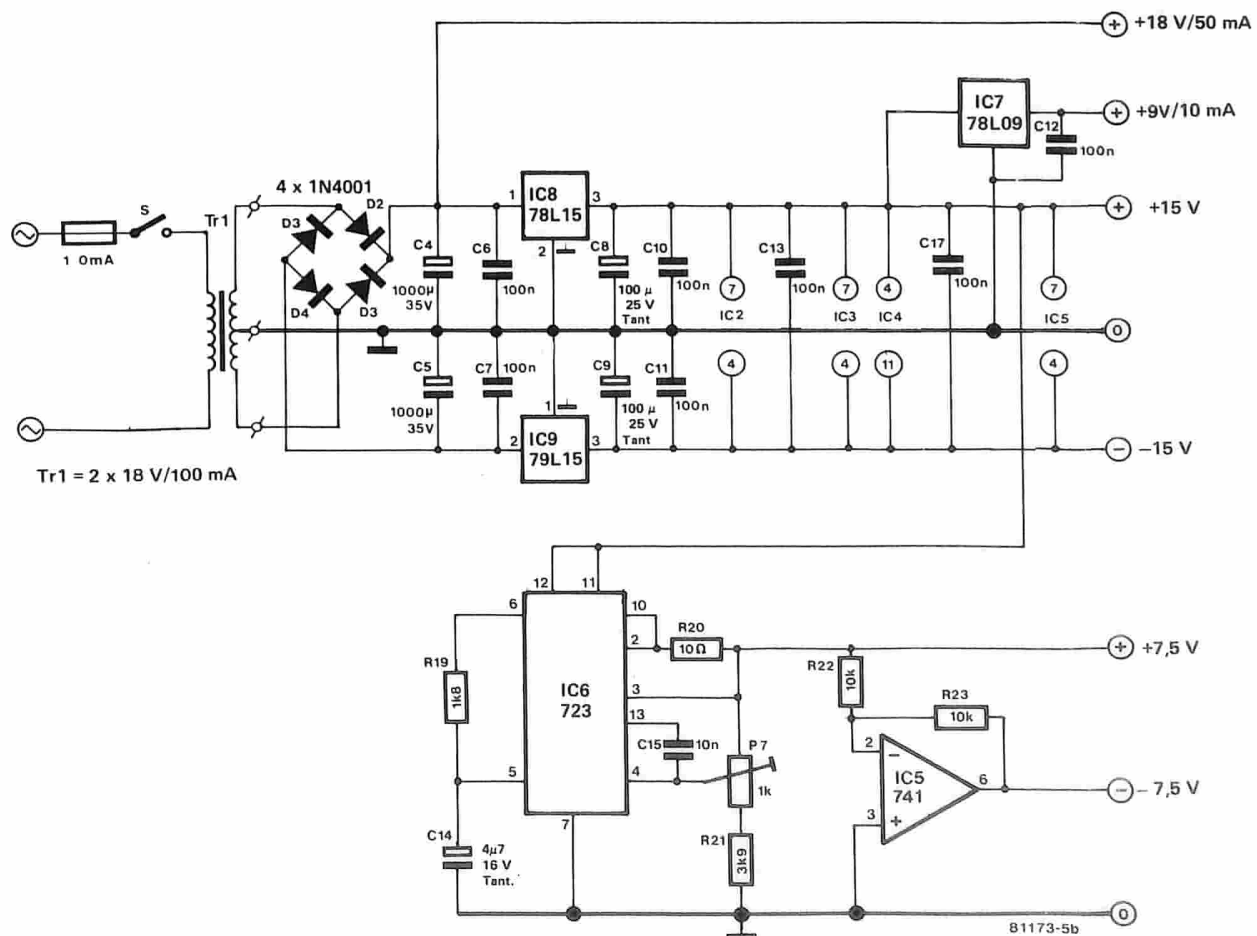 +18 V/50 mA
IC7
78L09
+9V/10 mA
C12
100n
4 x 1N4001
IC8
78L15
1
3
2
+15 V
S
Tr1
D3
D2
D4
D3
1 0mA
C4
1000µ
35V
C6
100n
C8
100 µ
25 V
Tant
C10
100n
7
IC2
C13
100n
7
IC3
4
IC4
C17
100n
7
IC5
0
C5
1000µ
35V
C7
100n
C9
100 µ
25 V
Tant
C11
100n
4
4
11
4
1
IC9
79L15
2
3
−15 V
Tr1 = 2 x 18 V/100 mA
12
11
6
10
2
R20
10Ω
+7,5 V
R19
1k8
IC6
723
3
13
C15
10n
P7
1k
5
4
7
R22
10k
R23
10k
2
IC5
741
6
3
− 7,5 V
C14
4µ7
16 V
Tant.
R21
3k9
0
81173-5b